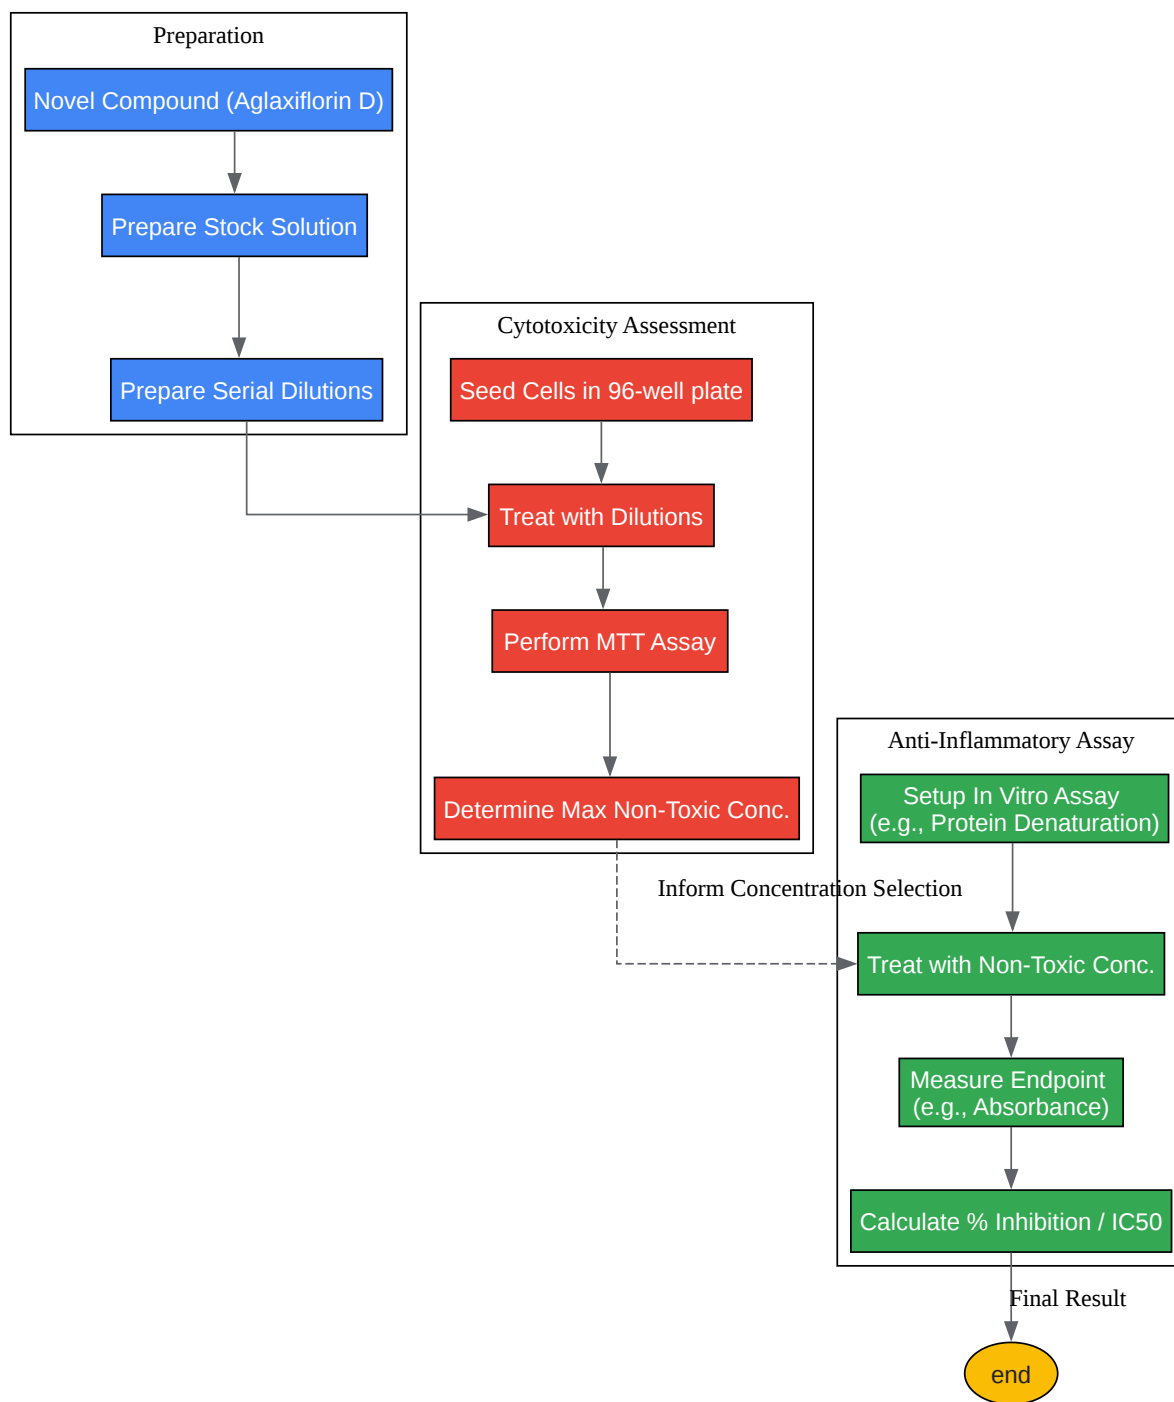 Preparation
Novel Compound (Aglaxiflorin D)
Prepare Stock Solution
Prepare Serial Dilutions
Cytotoxicity Assessment
Seed Cells in 96-well plate
Treat with Dilutions
Perform MTT Assay
Determine Max Non-Toxic Conc.
Inform Concentration Selection
Anti-Inflammatory Assay
Setup In Vitro Assay
(e.g., Protein Denaturation)
Treat with Non-Toxic Conc.
Measure Endpoint
(e.g., Absorbance)
Calculate % Inhibition / IC50
Final Result
end